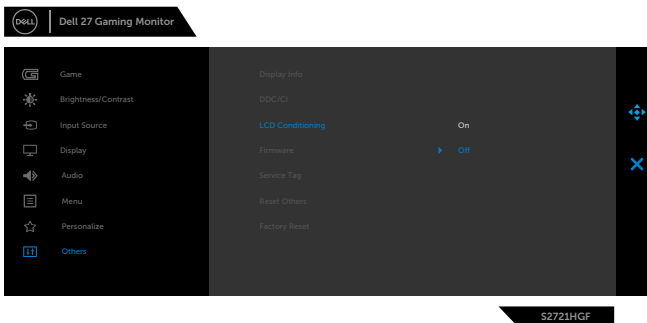 DELL Dell 27 Gaming Monitor
Game Display Info
Brightness/Contrast DDC/CI
Input Source LCD Conditioning On
Display Firmware Off
Audio Service Tag
Menu Reset Others
Personalize Factory Reset
Others
S2721HGF